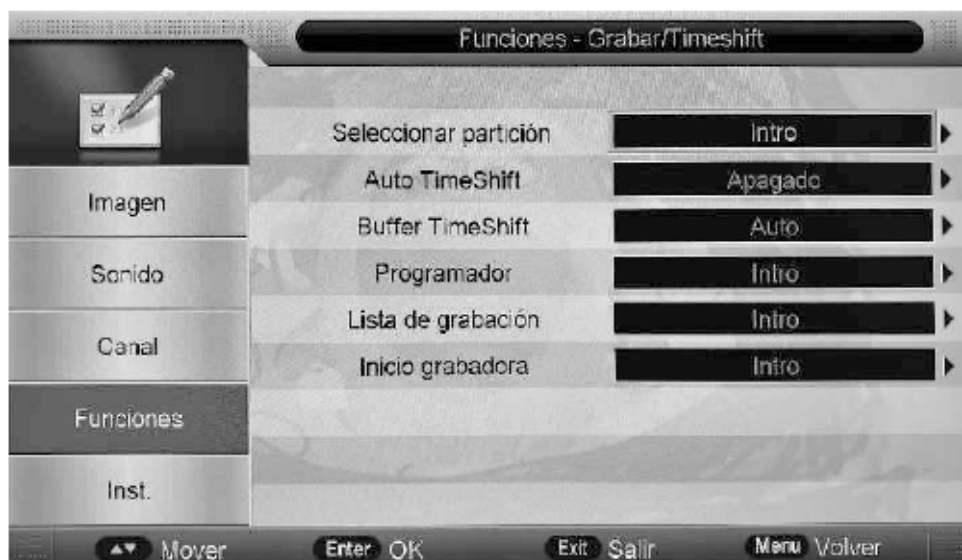 Funciones - Grabar/Timeshift
Seleccionar partición Intro
Auto TimeShift Apagado
Buffer TimeShift Auto
Programador Intro
Lista de grabación Intro
Inicio grabadora Intro
Imagen
Sonido
Canal
Funciones
Inst.
Mover Enter OK Exit Salir Menu Volver